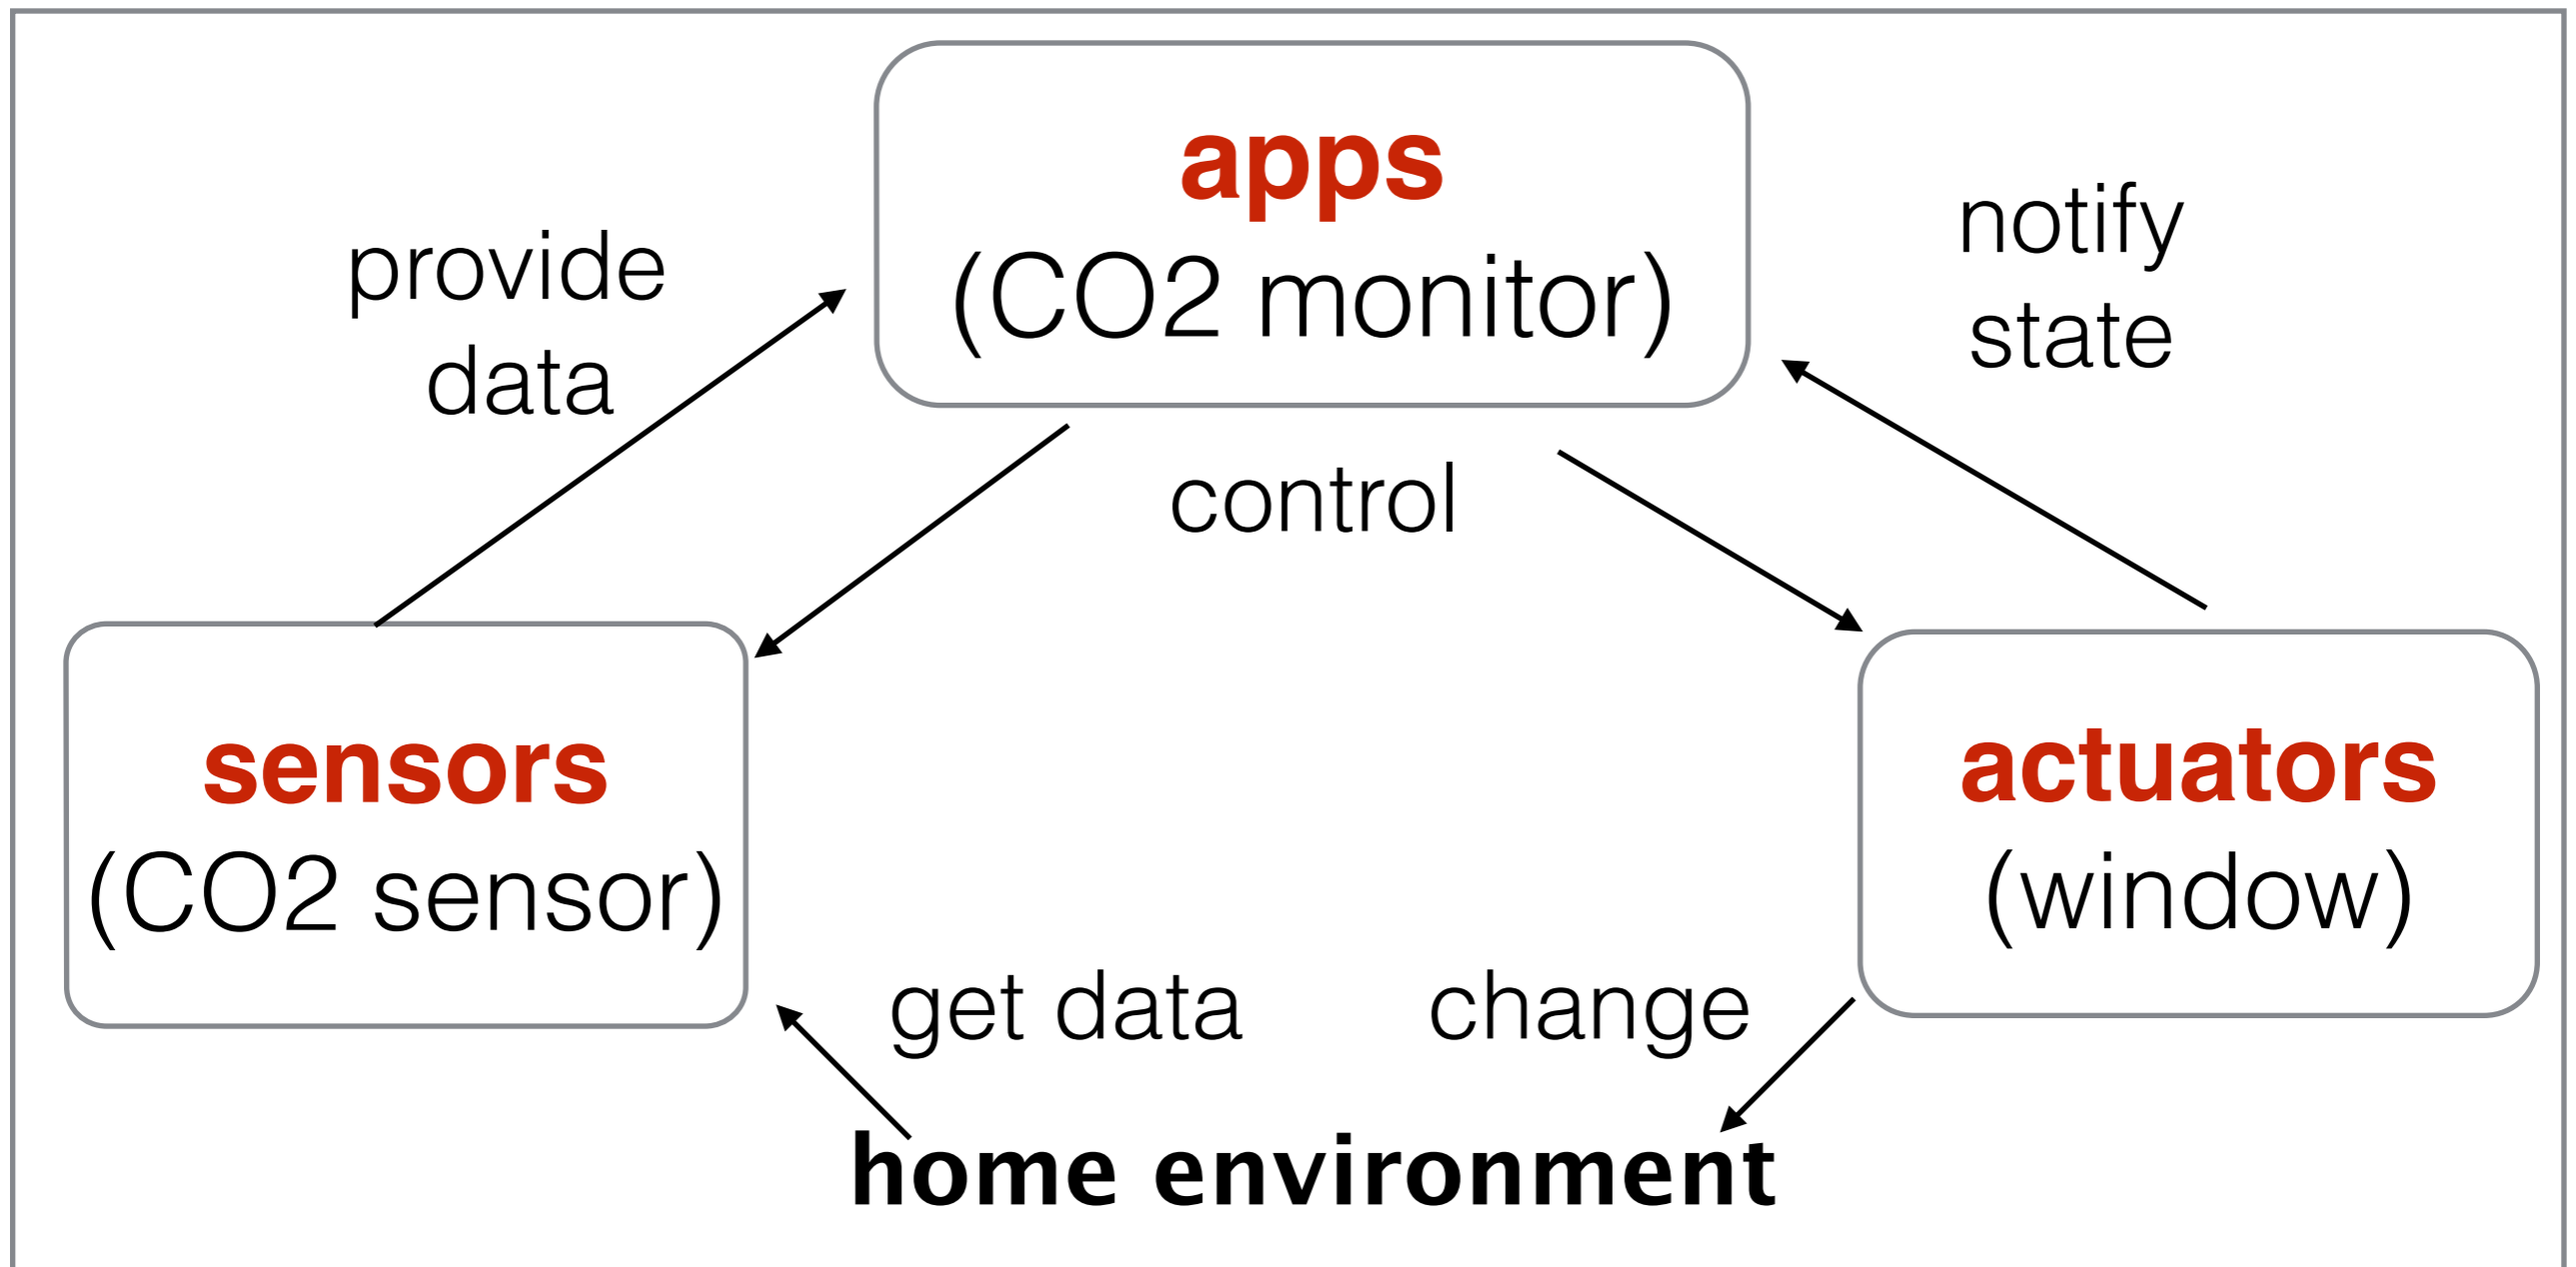 apps
(CO2 monitor)
provide
data
notify
state
control
sensors
(CO2 sensor)
actuators
(window)
get data
change
home environment